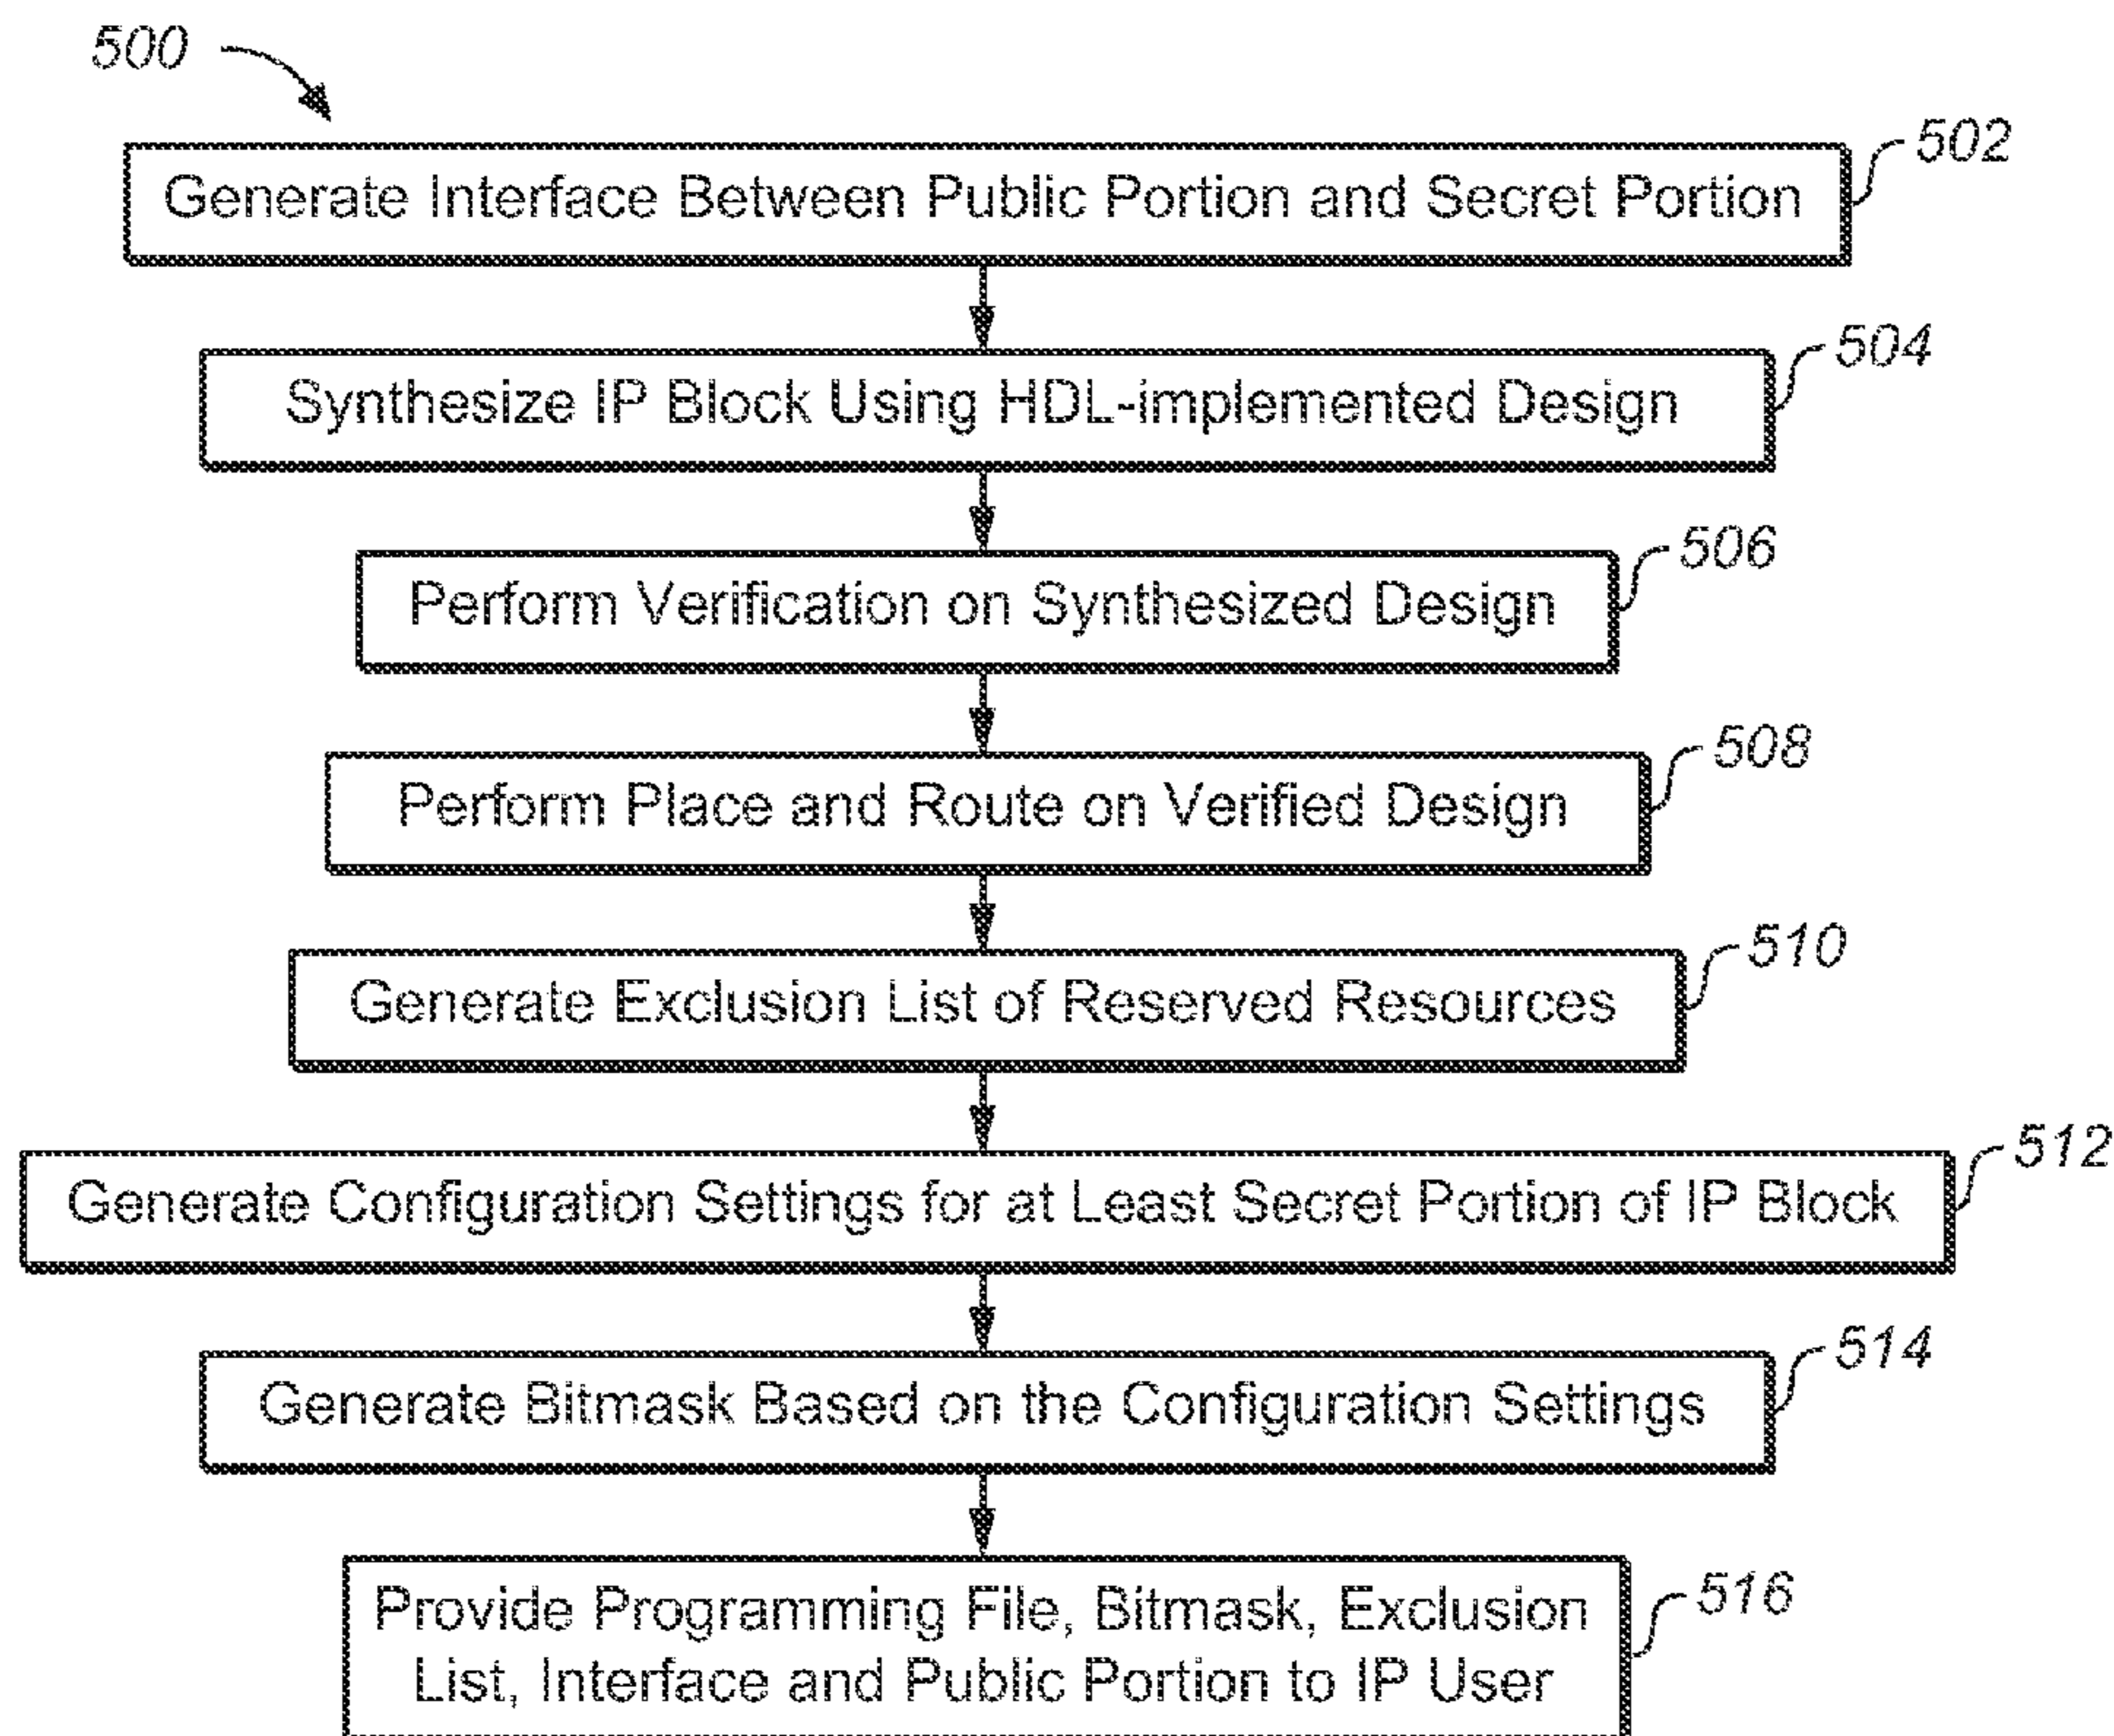 500
502
Generate Interface Between Public Portion and Secret Portion
504
Synthesize IP Block Using HDL-implemented Design
506
Perform Verification on Synthesized Design
508
Perform Place and Route on Verified Design
510
Generate Exclusion List of Reserved Resources
512
Generate Configuration Settings for at Least Secret Portion of IP Block
514
Generate Bitmask Based on the Configuration Settings
516
Provide Programming File, Bitmask, Exclusion
List, Interface and Public Portion to IP User